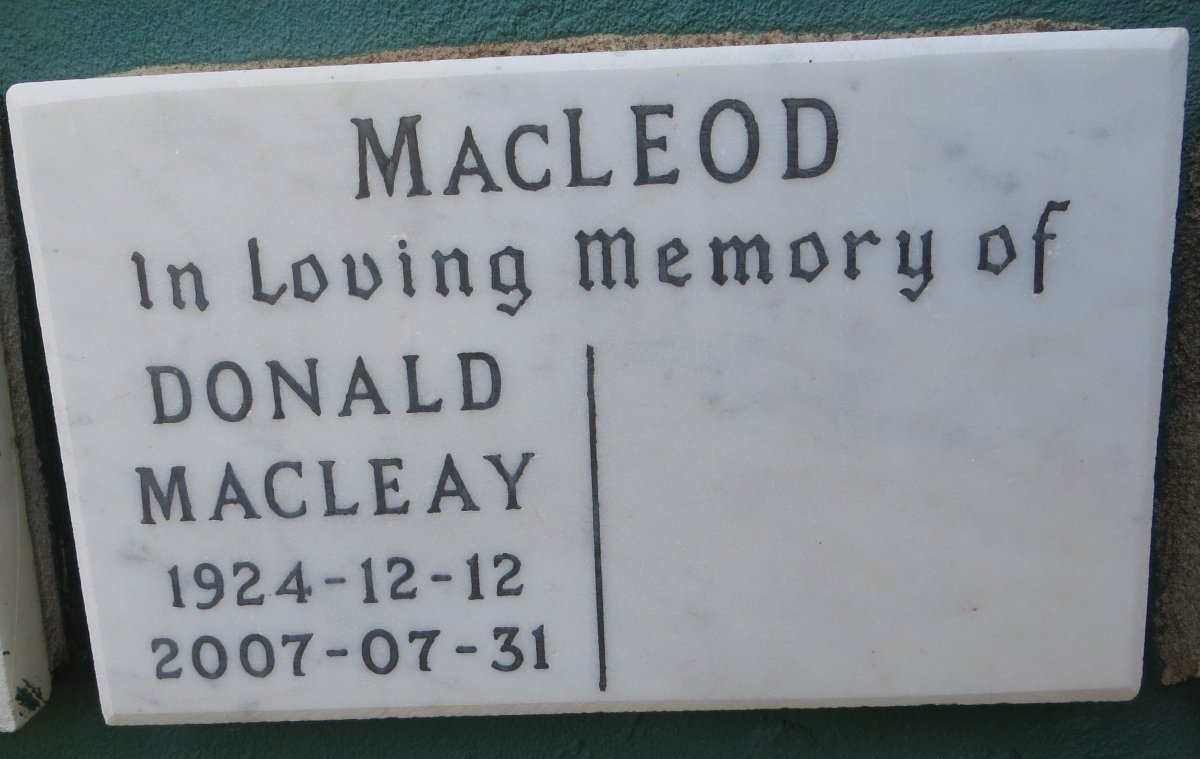 MacLEOD
In Loving Memory of
DONALD
MACLEAY
1924-12-12
2007-07-31